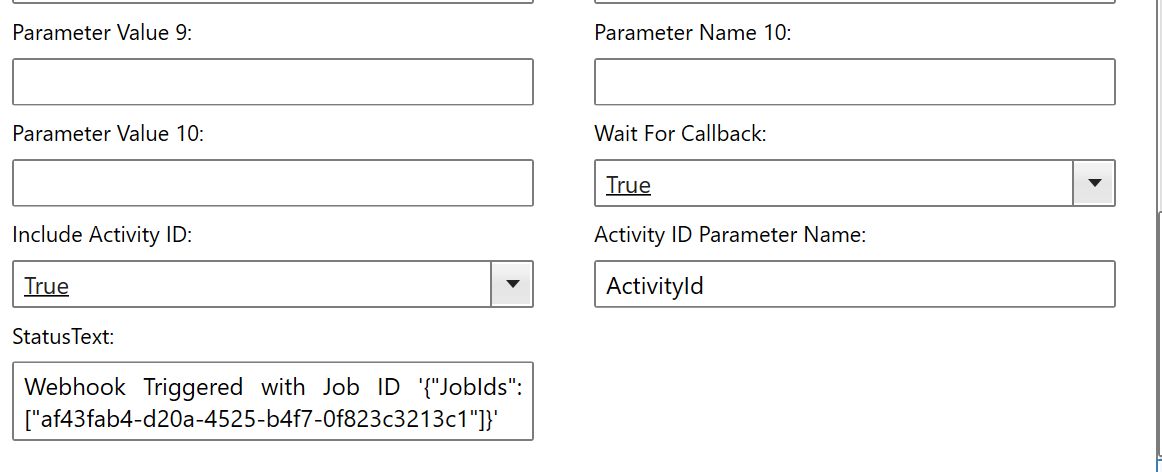 Parameter Value 9:
Parameter Name 10:
Parameter Value 10:
Wait For Callback:
True
Include Activity ID:
Activity ID Parameter Name:
True
ActivityId
StatusText:
Webhook Triggered with Job ID '{"JobIds":
["af43fab4-d20a-4525-b4f7-0f823c3213c1"]}'